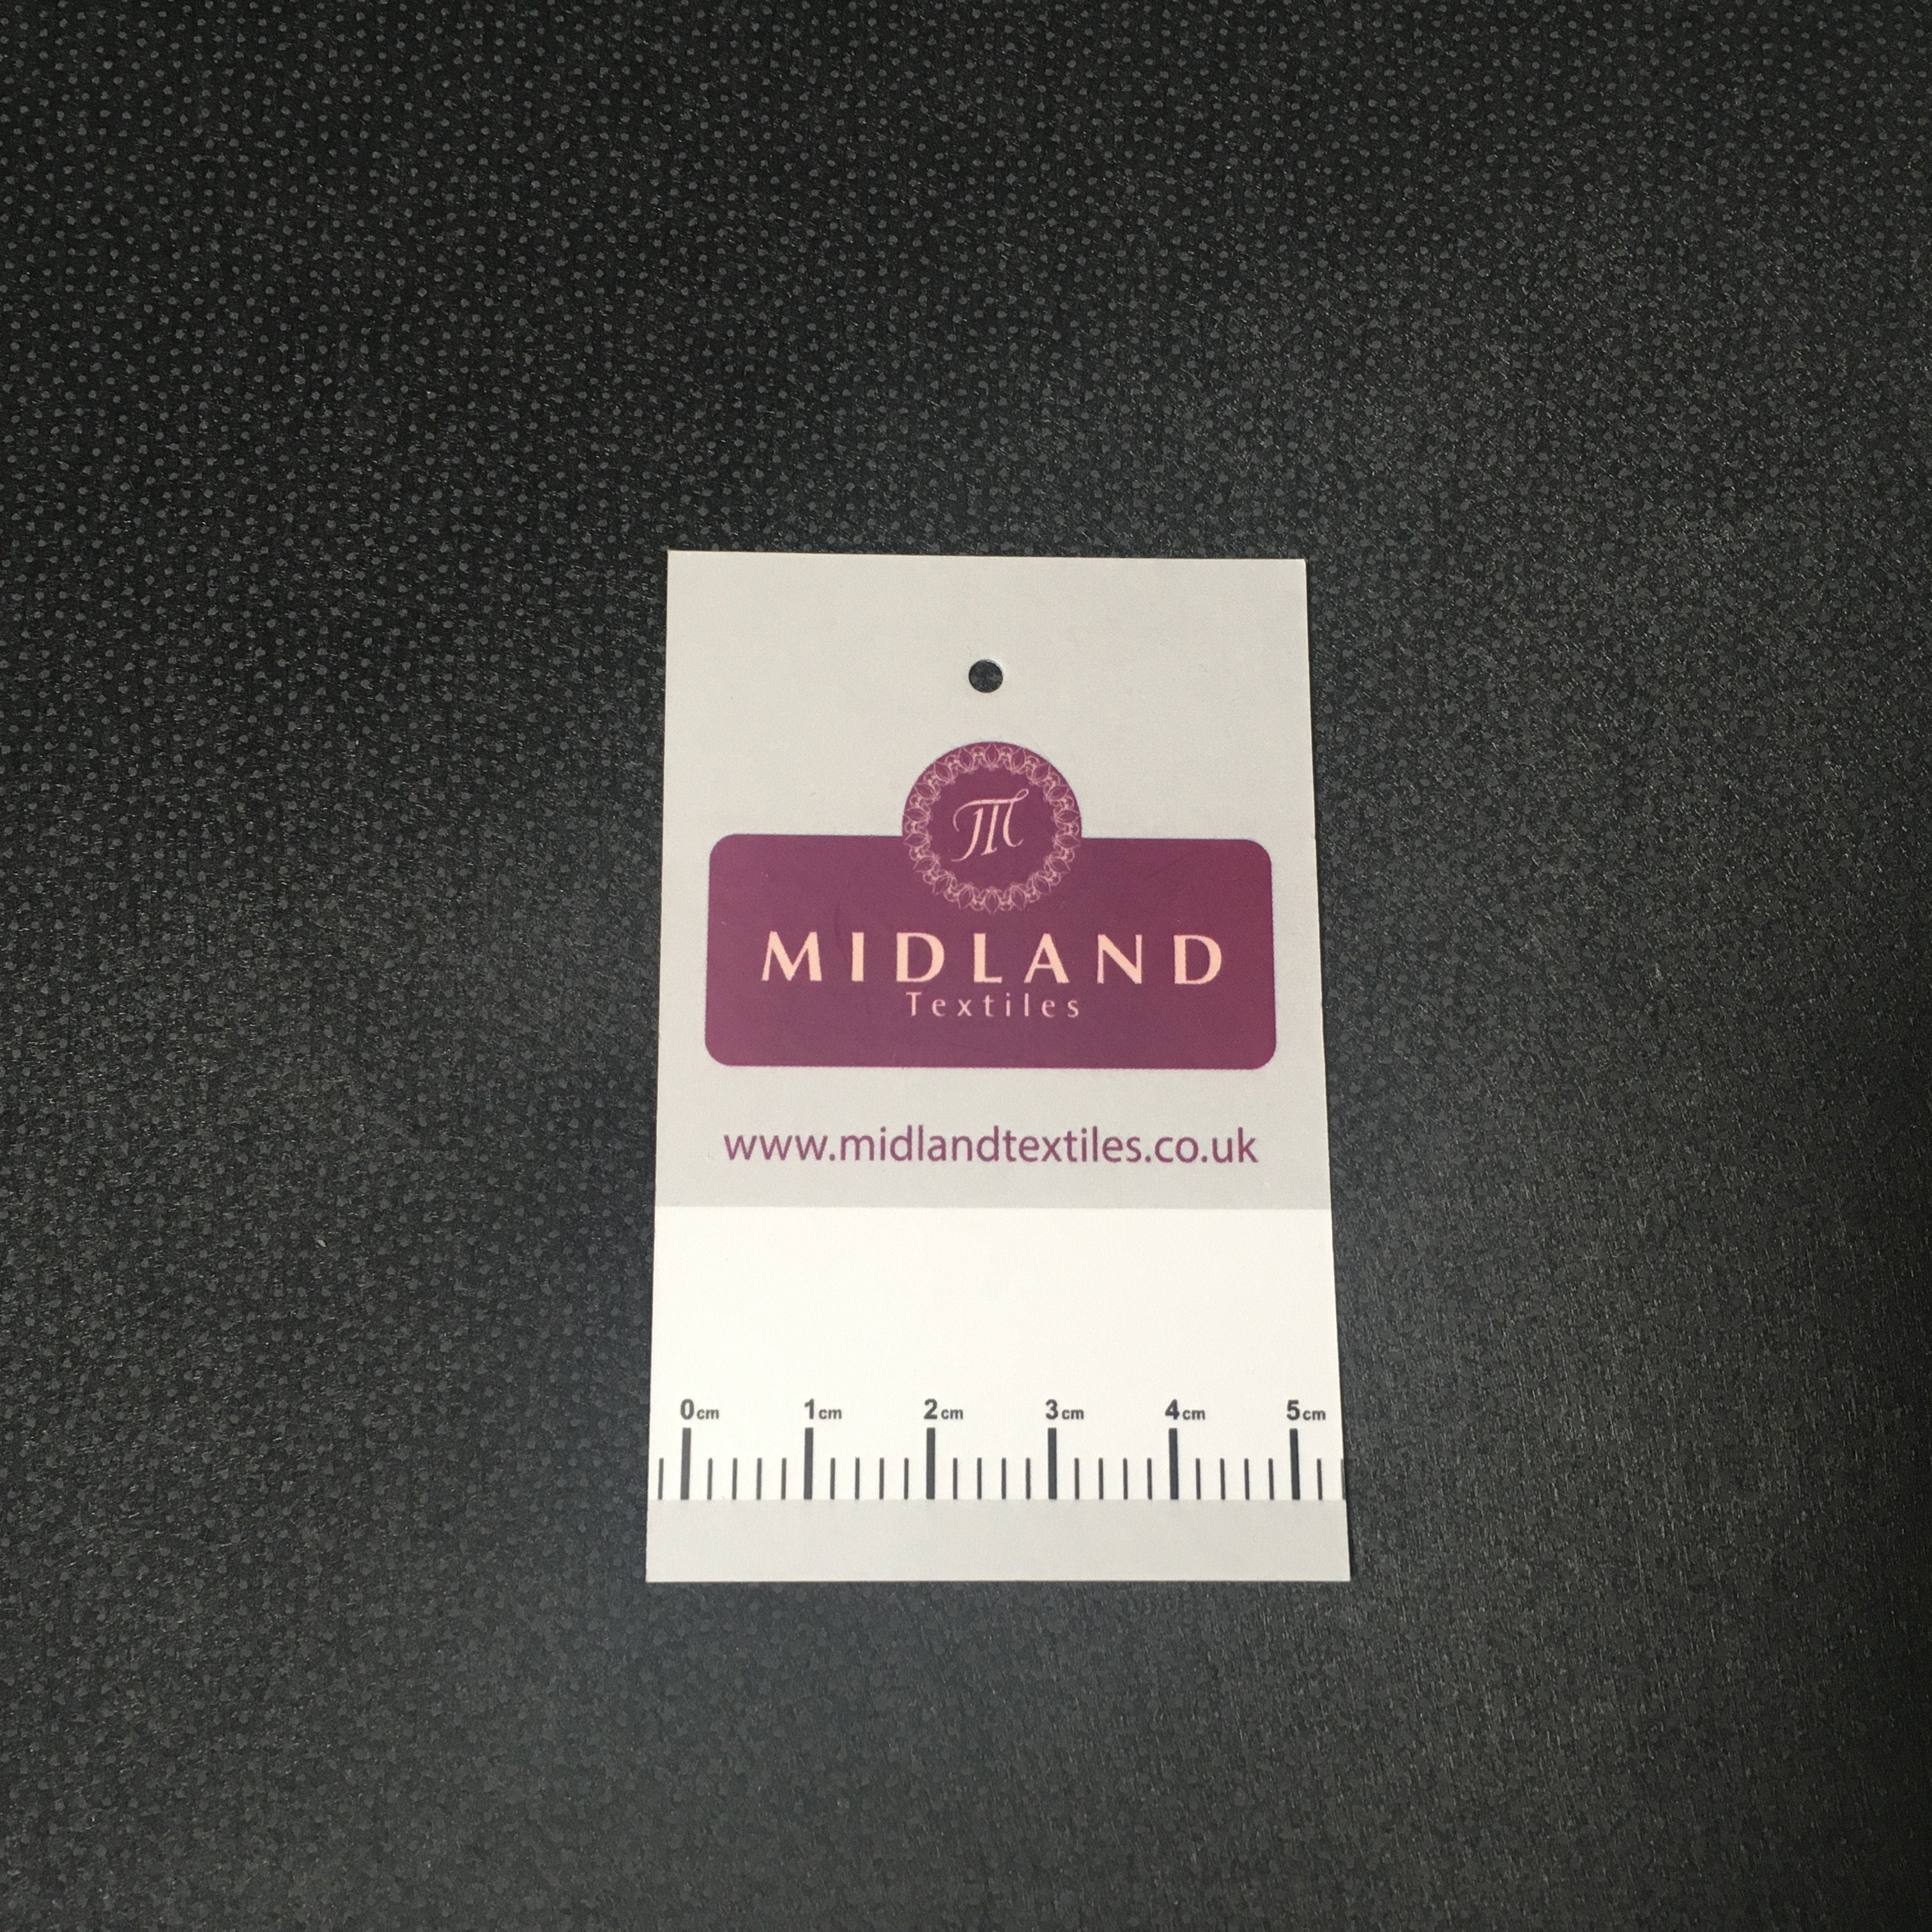 M
MIDLAND
Textiles
www.midlandtextiles.co.uk
0cm 1cm 2cm 3cm 4cm 5cm